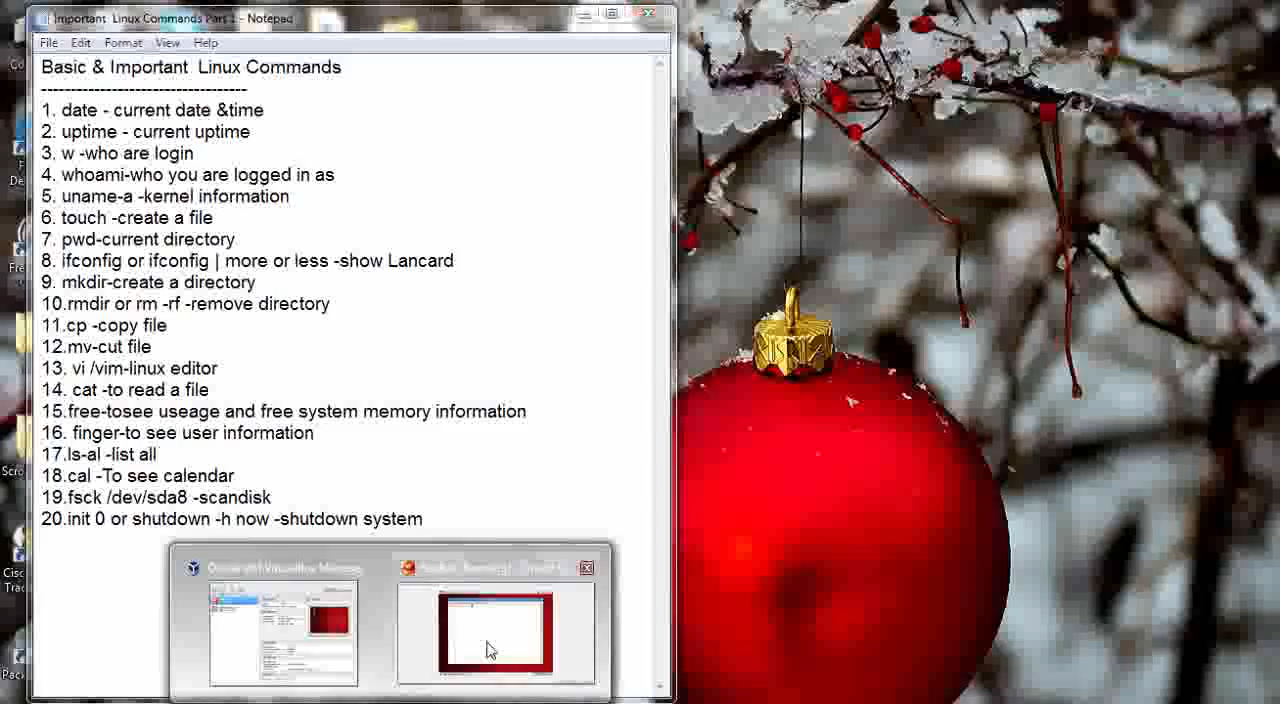 Important Linux Commands Part 1 - Notepad
File Edit Format View Help
Basic & Important Linux Commands
-----------------------------------
1. date - current date &time
2. uptime - current uptime
3. w -who are login
4. whoami-who you are logged in as
5. uname-a -kernel information
6. touch -create a file
7. pwd-current directory
8. ifconfig or ifconfig | more or less -show Lancard
9. mkdir-create a directory
10.rmdir or rm -rf -remove directory
11.cp -copy file
12.mv-cut file
13. vi /vim-linux editor
14. cat -to read a file
15.free-tosee useage and free system memory information
16. finger-to see user information
17.ls-al -list all
18.cal -To see calendar
19.fsck /dev/sda8 -scandisk
20.init 0 or shutdown -h now -shutdown system
Oracle VM VirtualBox Manager